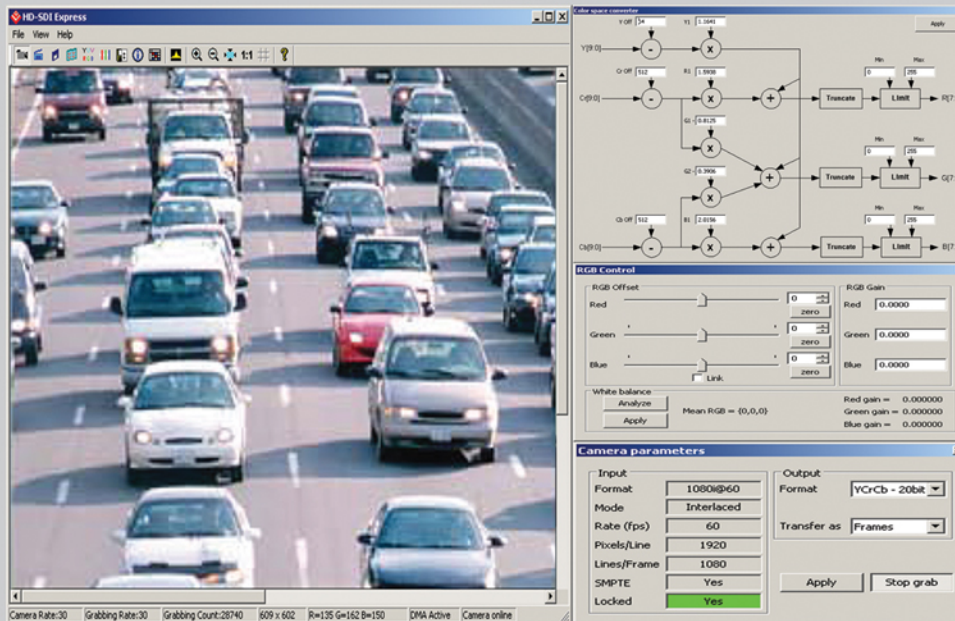 HD-SDI Express
File View Help
1:1
Camera Rate:30 Grabbing Rate:30 Grabbing Count:28740 609 x 602 R=135 G=162 B=150 DMA Active Camera online
Color space converter
Y Off Y1 1.1641 Apply
Y[9:0] - X
Cr Off 512 R1 1.5938 Min 0 Max 255
Cr[9:0] - X + Truncate Limit R[7:
G1 - 0.8125
X
G2 - 0.3906 Min 0 Max 255
+ Truncate Limit G[7:
X
Cb Off 512 B1 2.0156 Min 0 Max 255
Cb[9:0] - X + Truncate Limit B[7:
RGB Control
RGB Offset RGB Gain
Red 0 zero Red 0.0000
Green 0 zero Green 0.0000
Blue 0 zero Blue 0.0000
Link
White balance
Analyze
Apply
Mean RGB = {0,0,0}
Red gain = 0.000000
Green gain = 0.000000
Blue gain = 0.000000
Camera parameters
Input Output
Format 1080i@60 Format YCrCb - 20bit
Mode Interlaced
Rate (fps) 60 Transfer as Frames
Pixels/Line 1920
Lines/Frame 1080
SMPTE Yes Apply Stop grab
Locked Yes